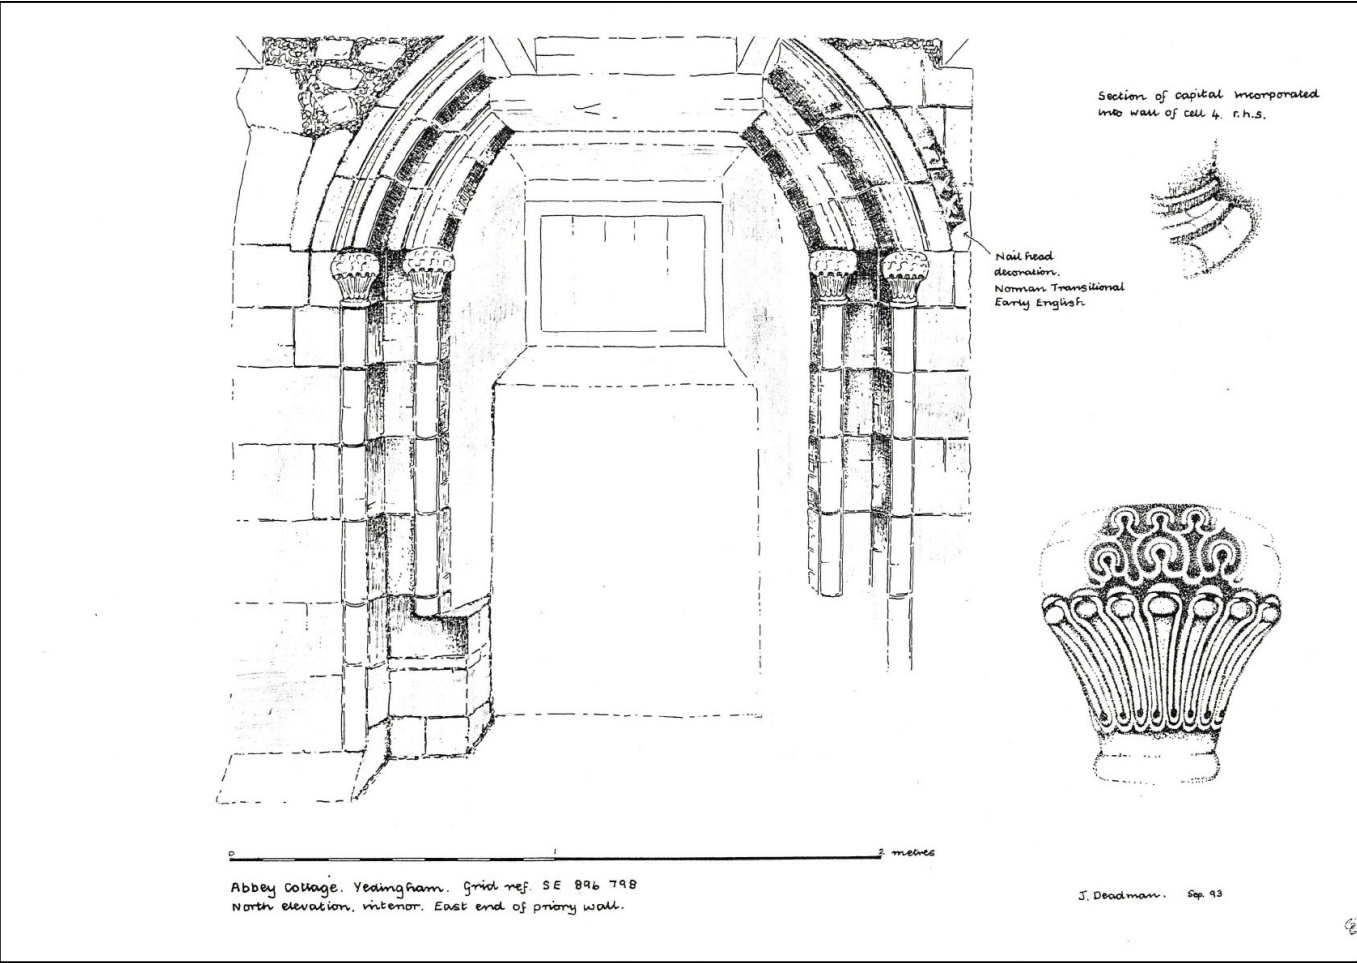 Section of capital incorporated
into wall of cell 4. r.h.s.
Nail head
decoration.
Norman Transitional
Early English
0 1 2 metres
Abbey Cottage. Yedingham. Grid ref. SE 896 798
North elevation, interior. East end of priory wall.
J. Deadman. Sep. 93